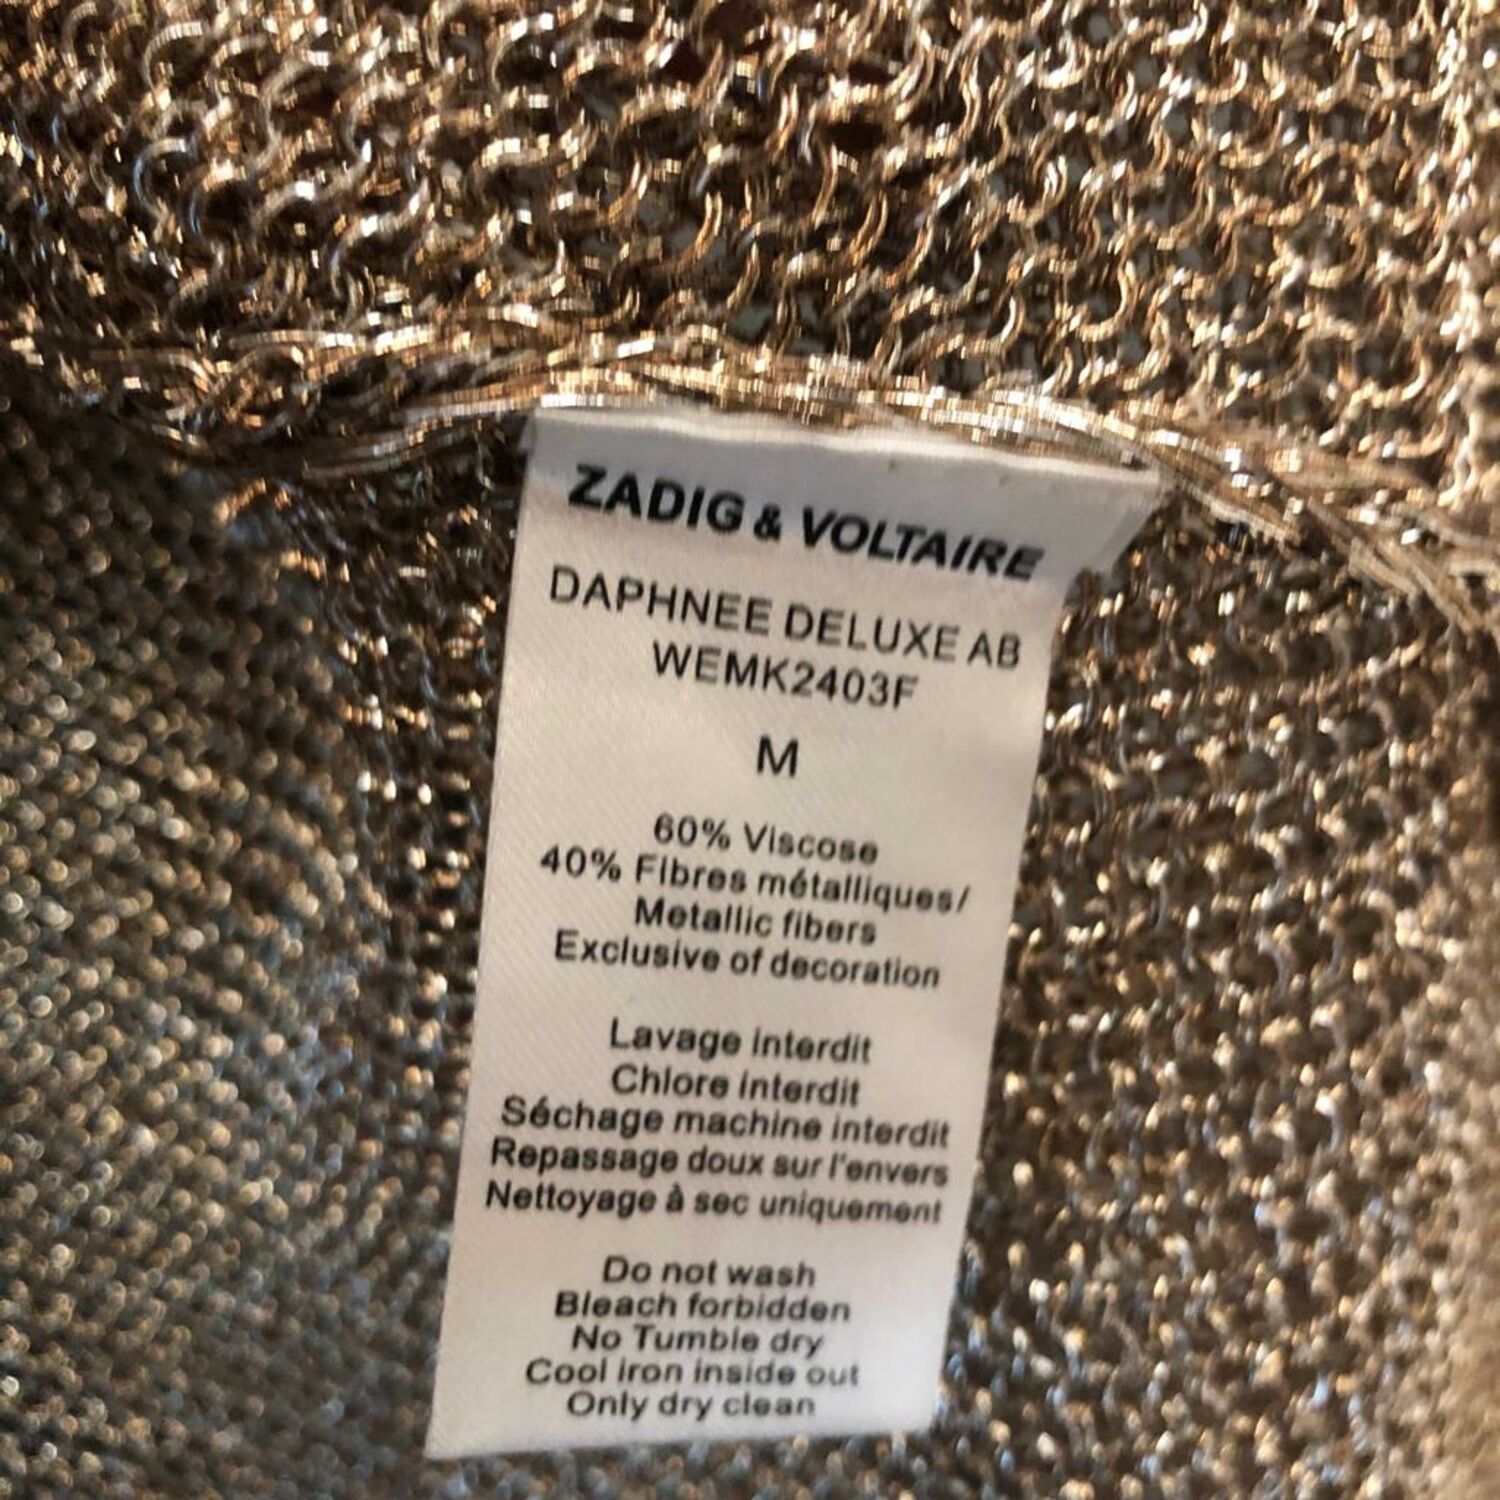 ZADIG & VOLTAIRE
DAPHNEE DELUXE AB
WEMK2403F
M
60% Viscose
40% Fibres métalliques/
Metallic fibers
Exclusive of decoration
Lavage interdit
Chlore interdit
Séchage machine interdit
Repassage doux sur l'envers
Nettoyage à sec uniquement
Do not wash
Bleach forbidden
No Tumble dry
Cool iron inside out
Only dry clean